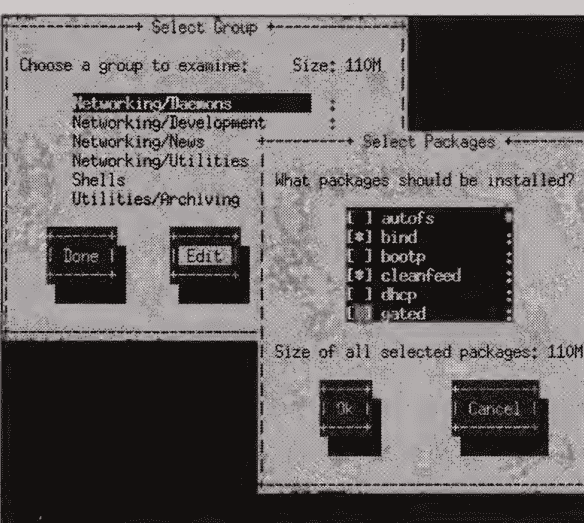 Select Group
Choose a group to examine: Size: 110M
Networking/Daemons
Networking/Development
Networking/News
Networking/Utilities
Shells
Utilities/Archiving
Done Edit
Select Packages
What packages should be installed?
[ ] autofs
[*] bind
[ ] bootp
[*] cleanfeed
[ ] dhcp
[ ] gated
Size of all selected packages: 110M
Ok Cancel